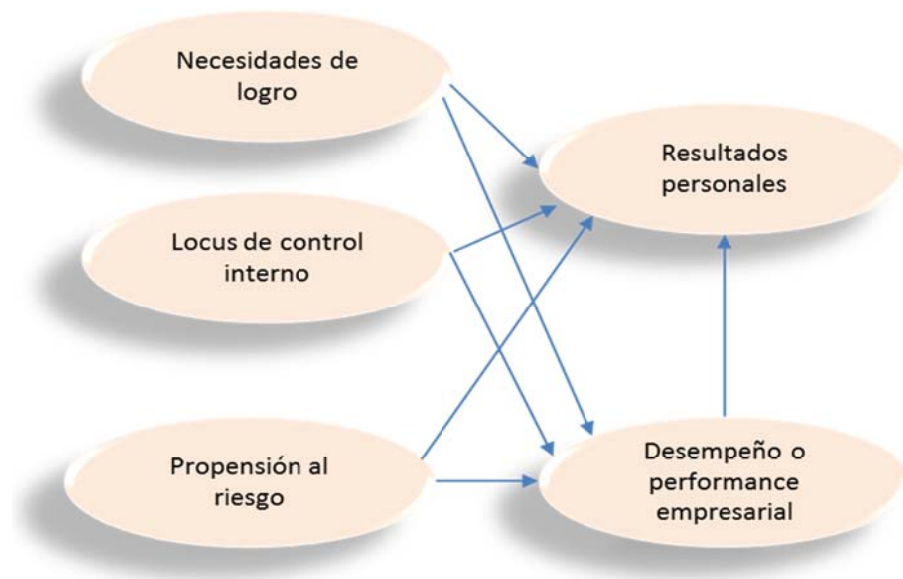 Necesidades de
logro
Resultados
personales
Locus de control
interno
Propensión al
riesgo
Desempeño o
performance
empresarial